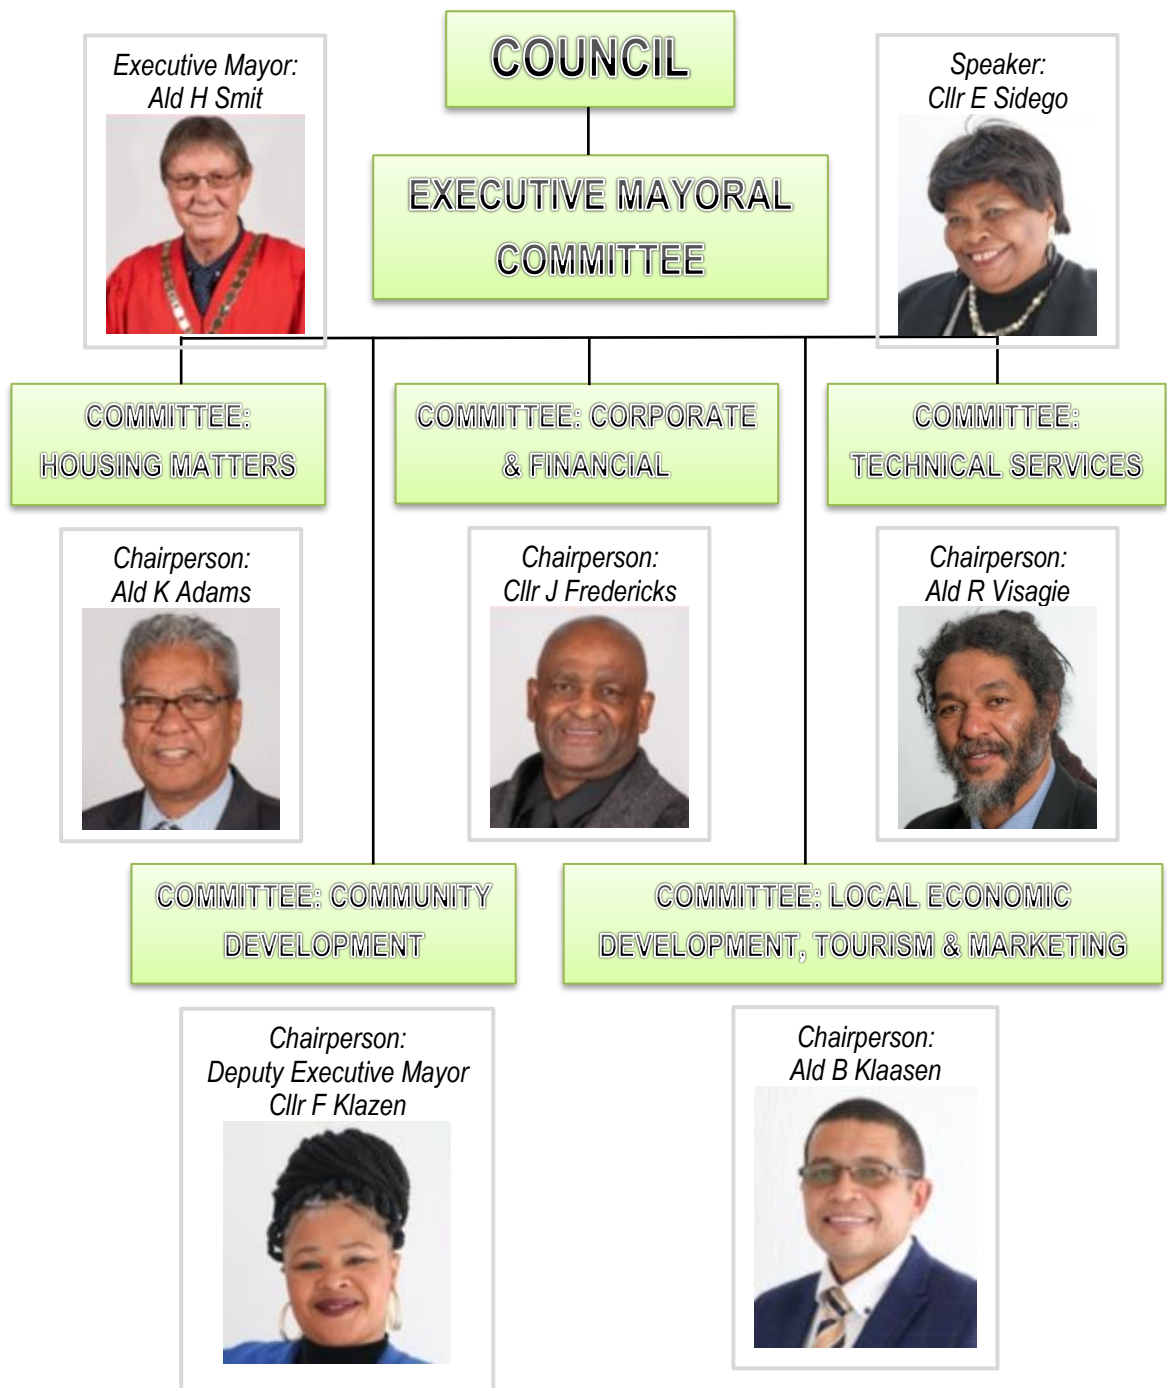 COUNCIL
Executive Mayor:
Ald H Smit
Speaker:
Cllr E Sidego
EXECUTIVE MAYORAL
COMMITTEE
COMMITTEE:
HOUSING MATTERS
COMMITTEE: CORPORATE
& FINANCIAL
COMMITTEE:
TECHNICAL SERVICES
Chairperson:
Ald K Adams
Chairperson:
Cllr J Fredericks
Chairperson:
Ald R Visagie
COMMITTEE: COMMUNITY
DEVELOPMENT
COMMITTEE: LOCAL ECONOMIC
DEVELOPMENT, TOURISM & MARKETING
Chairperson:
Deputy Executive Mayor
Cllr F Klazen
Chairperson:
Ald B Klaasen